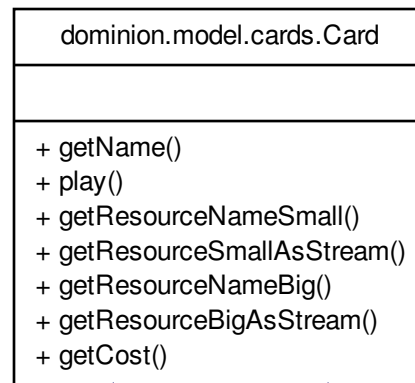 dominion.model.cards.Card
+ getName()
+ play()
+ getResourceNameSmall()
+ getResourceSmallAsStream()
+ getResourceNameBig()
+ getResourceBigAsStream()
+ getCost()